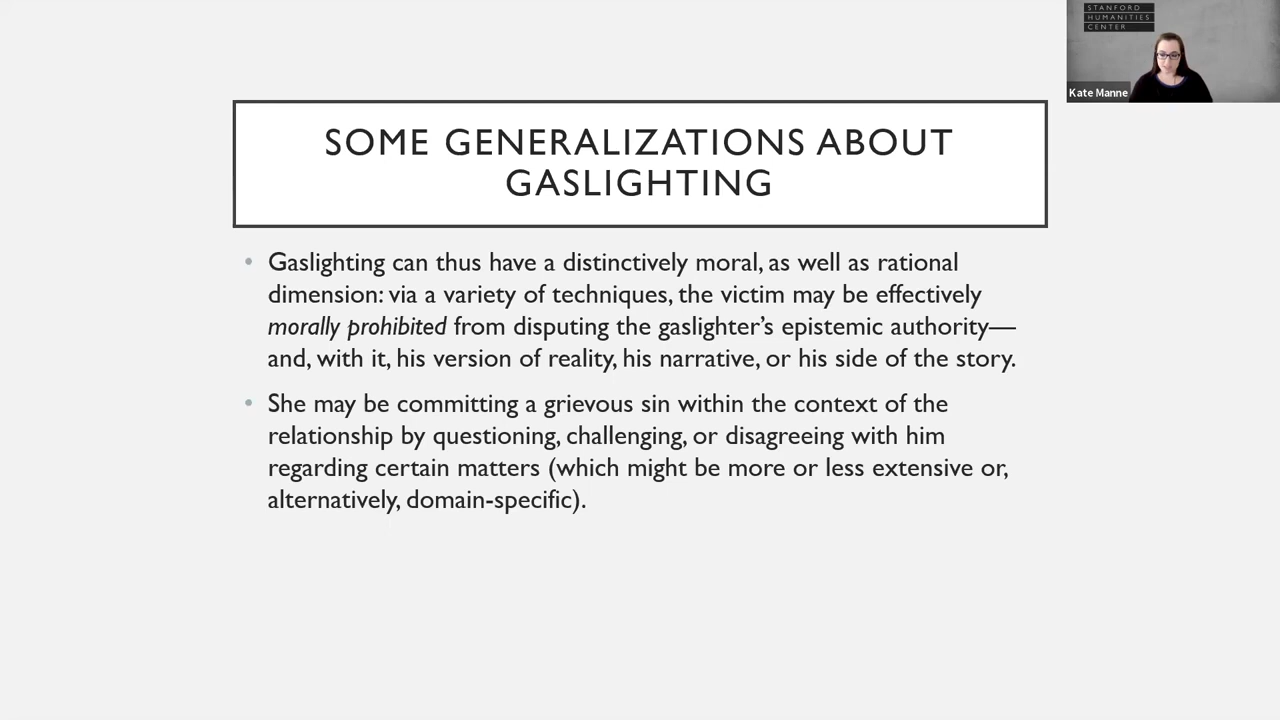 STANFORD
HUMANITIES
CENTER
Kate Manne
SOME GENERALIZATIONS ABOUT
GASLIGHTING
• Gaslighting can thus have a distinctively moral, as well as rational
dimension: via a variety of techniques, the victim may be effectively
morally prohibited from disputing the gaslighter’s epistemic authority—
and, with it, his version of reality, his narrative, or his side of the story.
• She may be committing a grievous sin within the context of the
relationship by questioning, challenging, or disagreeing with him
regarding certain matters (which might be more or less extensive or,
alternatively, domain-specific).